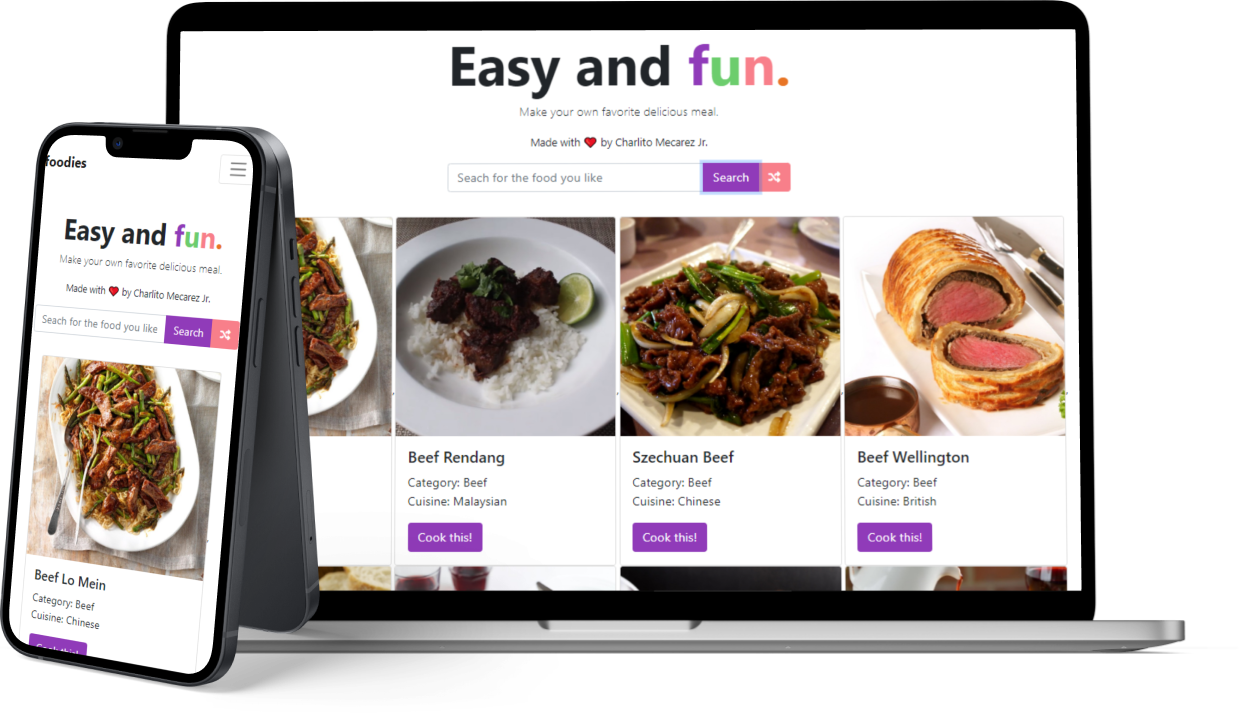 Easy and fun.
Make your own favorite delicious meal.
Made with ❤ by Charlito Mecarez Jr.
Seach for the food you like
Search
Beef Rendang
Category: Beef
Cuisine: Malaysian
Cook this!
Szechuan Beef
Category: Beef
Cuisine: Chinese
Cook this!
Beef Wellington
Category: Beef
Cuisine: British
Cook this!
foodies
Easy and fun.
Make your own favorite delicious meal.
Made with ❤ by Charlito Mecarez Jr.
Seach for the food you like
Search
Beef Lo Mein
Category: Beef
Cuisine: Chinese
Cook this!